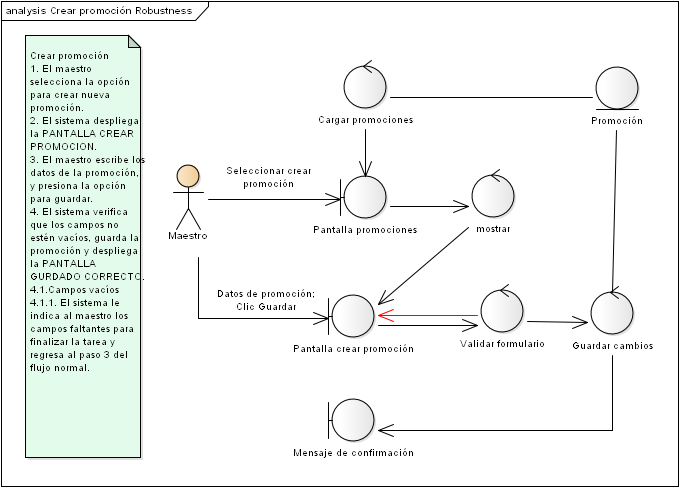 analysis Crear promoción Robustness
Crear promoción
1. El maestro
selecciona la opción
para crear nueva
promoción.
2. El sistema despliega
la PANTALLA CREAR
PROMOCION.
3. El maestro escribe los
datos de la promoción,
y presiona la opción
para guardar.
4. El sistema verifica
que los campos no
estén vacíos, guarda la
promoción y despliega
la PANTALLA
GURDADO CORRECTO.
4.1.Campos vacíos
4.1.1. El sistema le
indica al maestro los
campos faltantes para
finalizar la tarea y
regresa al paso 3 del
flujo normal.
Cargar promociones
Promoción
Seleccionar crear
promoción
Maestro
Pantalla promociones
mostrar
Datos de promoción;
Clic Guardar
Pantalla crear promoción
Validar formulario
Guardar cambios
Mensaje de confirmación